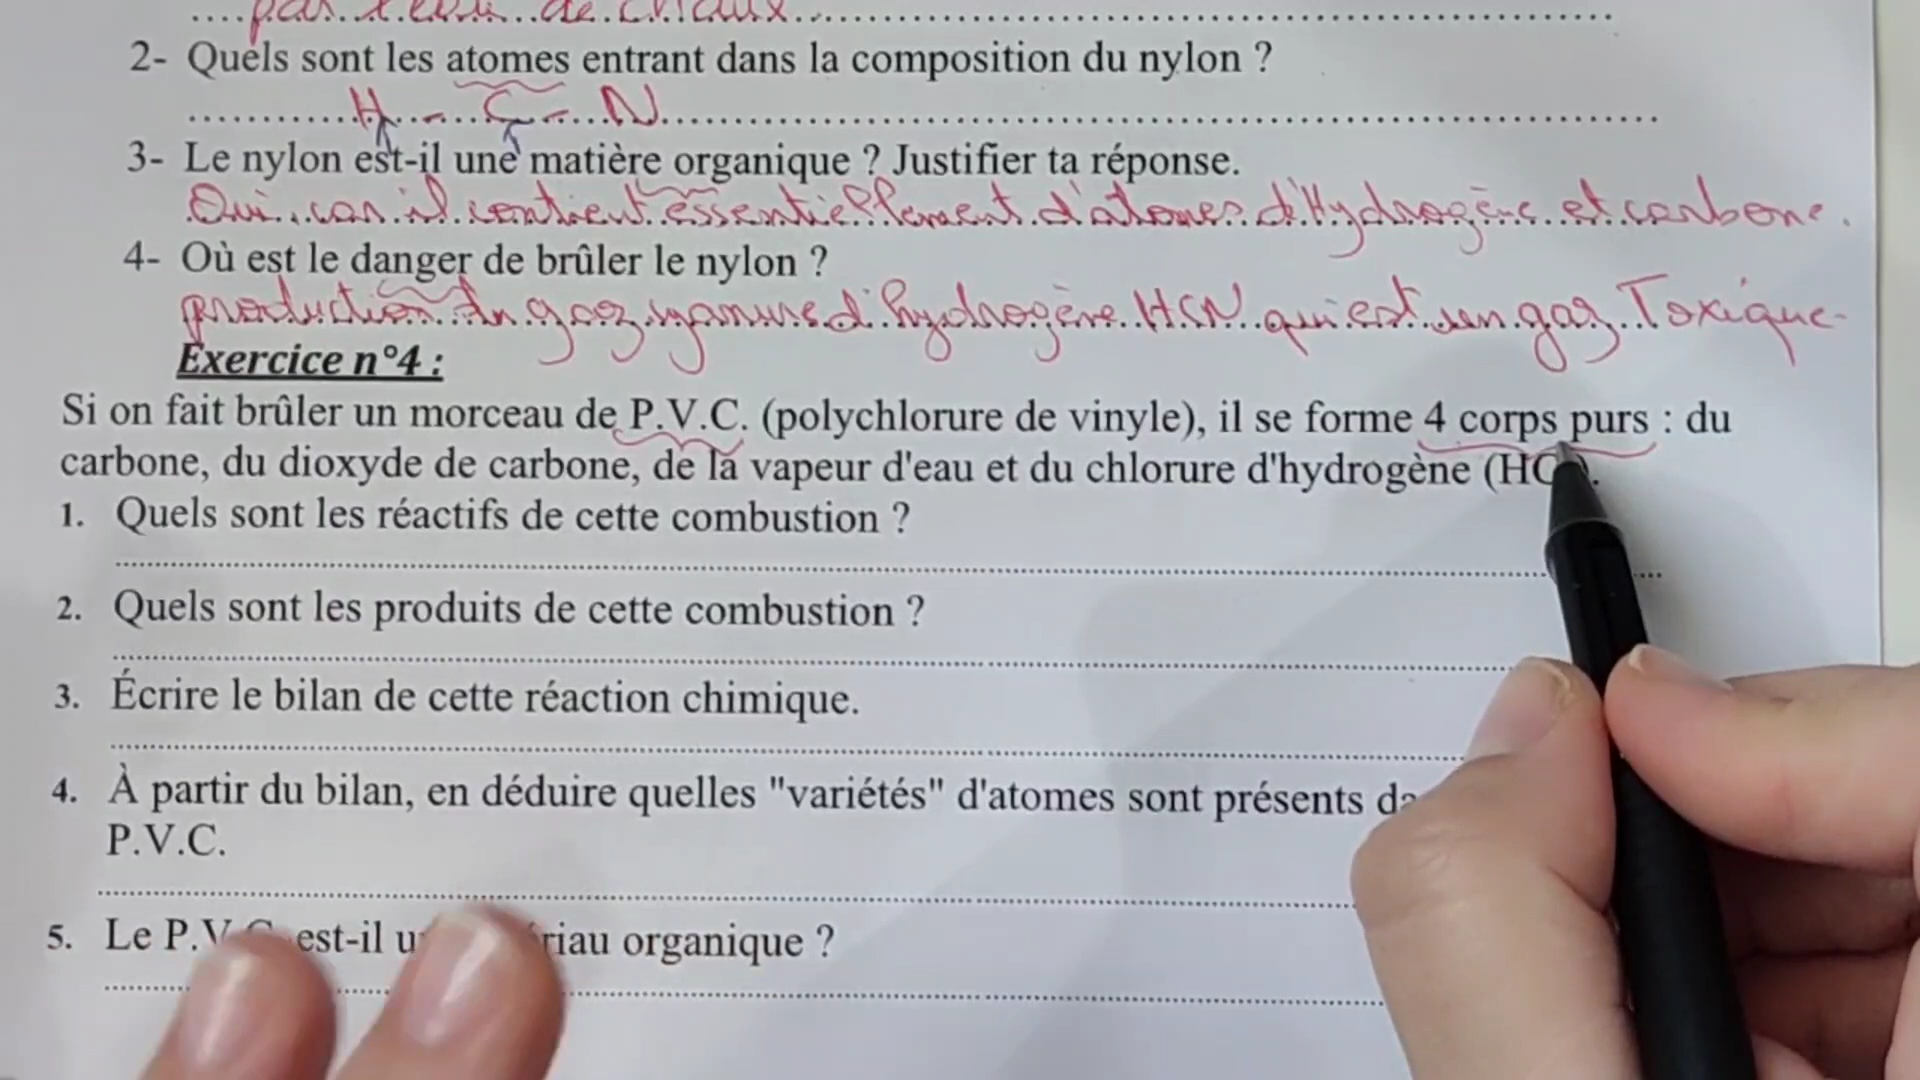 par l'eau de chaux
2- Quels sont les atomes entrant dans la composition du nylon ?
H - C - N
3- Le nylon est-il une matière organique ? Justifier ta réponse.
Oui, car il contient essentiellement d'atomes d'Hydrogène et carbone.
4- Où est le danger de brûler le nylon ?
production du gaz cyanure d'hydrogène HCN qui est un gaz Toxique
Exercice n°4 :
Si on fait brûler un morceau de P.V.C. (polychlorure de vinyle), il se forme 4 corps purs : du
carbone, du dioxyde de carbone, de la vapeur d'eau et du chlorure d'hydrogène
1. Quels sont les réactifs de cette combustion ?
2. Quels sont les produits de cette combustion ?
3. Écrire le bilan de cette réaction chimique.
4. À partir du bilan, en déduire quelles "variétés" d'atomes sont présents
P.V.C.
5. Le est-il organique ?